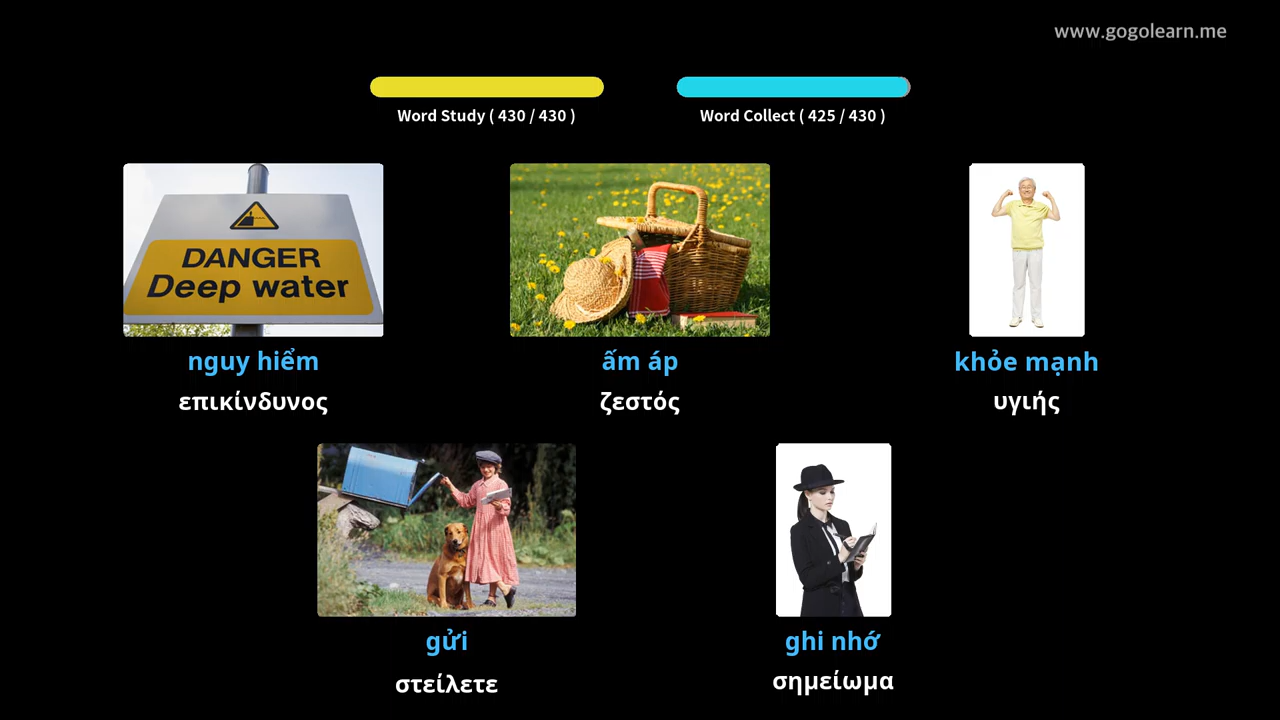 www.gogolearn.me
Word Study ( 430 / 430 )
Word Collect ( 425 / 430 )
DANGER
Deep water
nguy hiểm
ấm áp
khỏe mạnh
επικίνδυνος
ζεστός
υγιής
gửi
ghi nhớ
στείλετε
σημείωμα